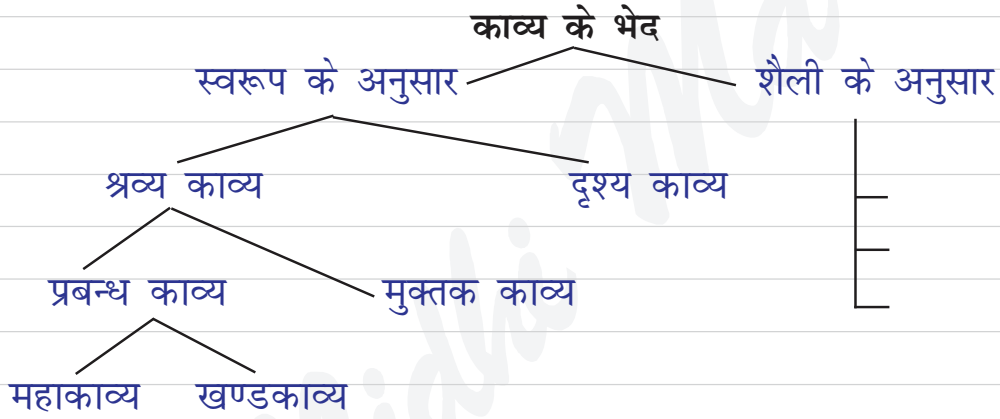 काव्य के भेद
स्वरूप के अनुसार शैली के अनुसार
श्रव्य काव्य दृश्य काव्य
प्रबन्ध काव्य मुक्तक काव्य
महाकाव्य खण्डकाव्य